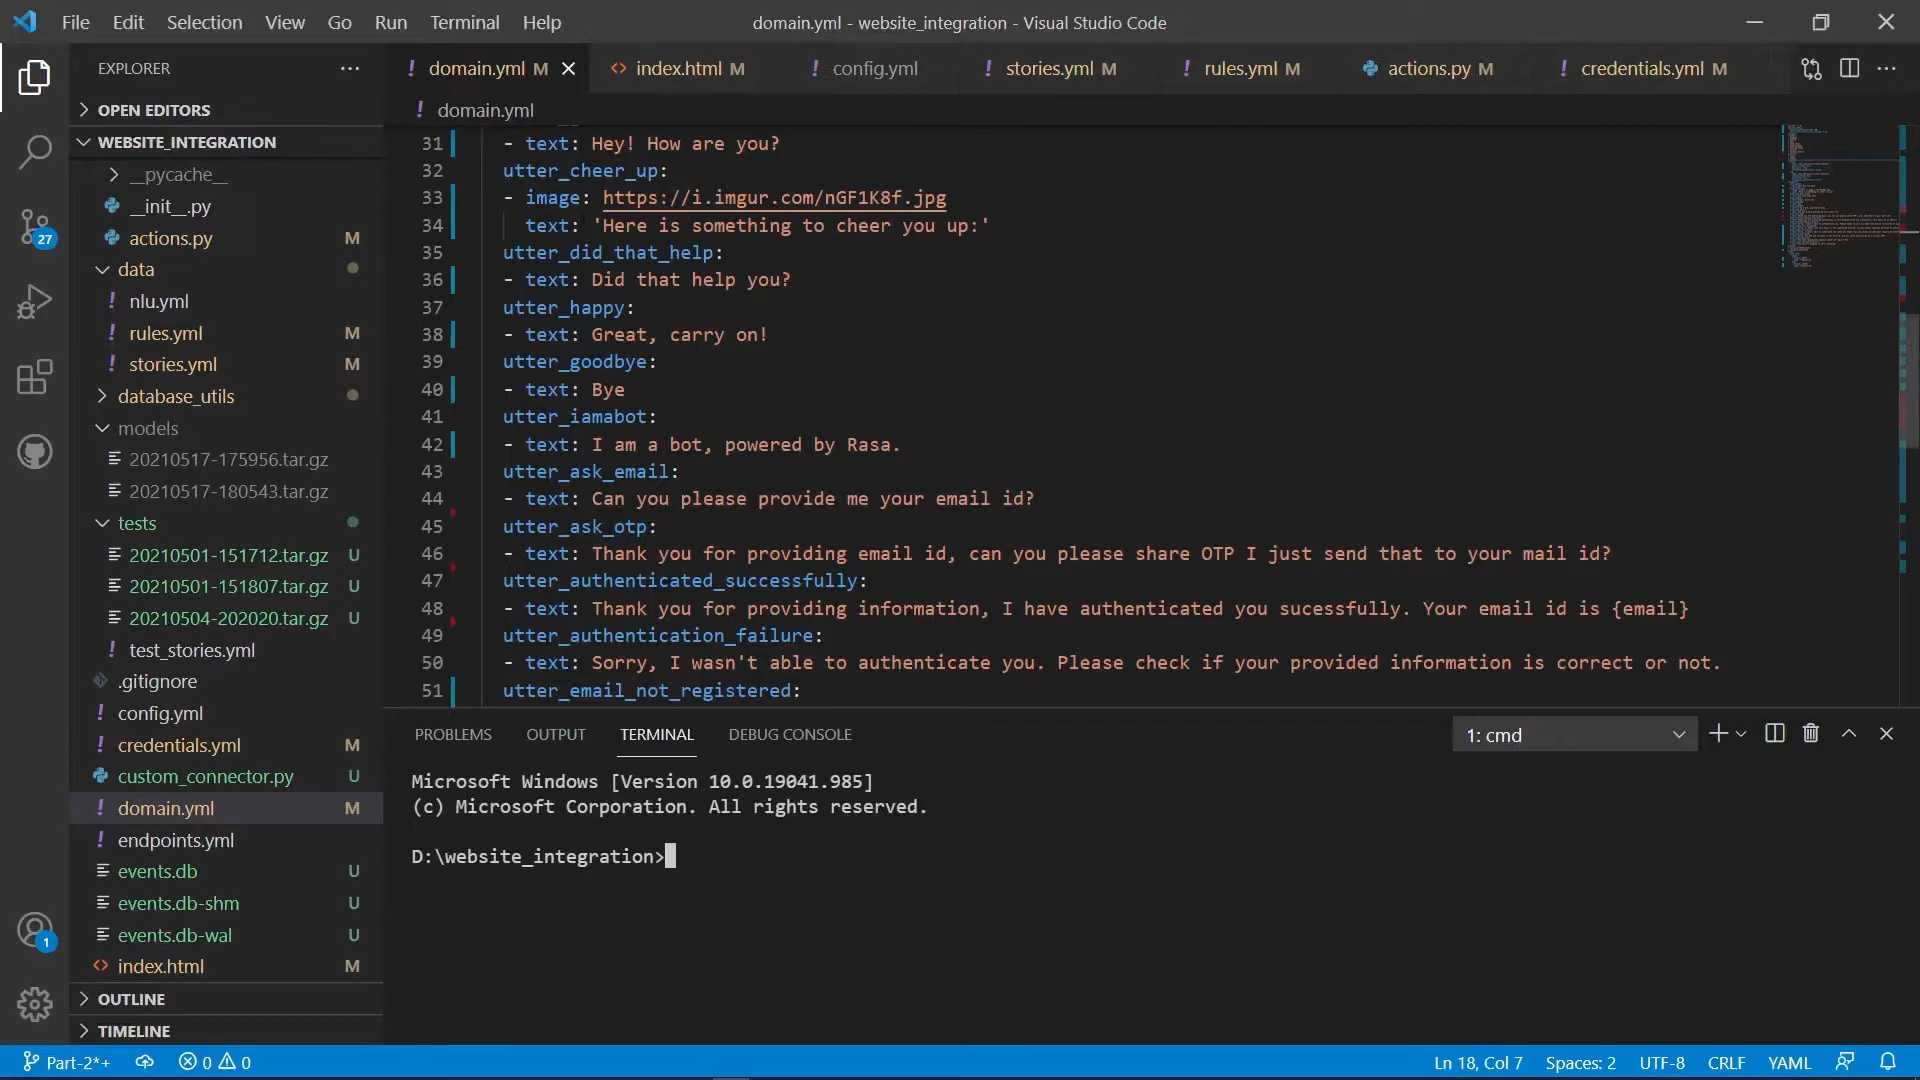 File Edit Selection View Go Run Terminal Help
domain.yml - website_integration - Visual Studio Code
EXPLORER
OPEN EDITORS
WEBSITE_INTEGRATION
__pycache__
__init__.py
actions.py M
data
nlu.yml
rules.yml M
stories.yml M
database_utils
models
20210517-175956.tar.gz
20210517-180543.tar.gz
tests
20210501-151712.tar.gz U
20210501-151807.tar.gz U
20210504-202020.tar.gz U
test_stories.yml
.gitignore
config.yml
credentials.yml M
custom_connector.py U
domain.yml M
endpoints.yml
events.db U
events.db-shm U
events.db-wal U
index.html M
OUTLINE
TIMELINE
27
1
domain.yml M index.html M config.yml stories.yml M rules.yml M actions.py M credentials.yml M
domain.yml
31 - text: Hey! How are you?
32 utter_cheer_up:
33 - image: https://i.imgur.com/nGF1K8f.jpg
34 text: 'Here is something to cheer you up:'
35 utter_did_that_help:
36 - text: Did that help you?
37 utter_happy:
38 - text: Great, carry on!
39 utter_goodbye:
40 - text: Bye
41 utter_iamabot:
42 - text: I am a bot, powered by Rasa.
43 utter_ask_email:
44 - text: Can you please provide me your email id?
45 utter_ask_otp:
46 - text: Thank you for providing email id, can you please share OTP I just send that to your mail id?
47 utter_authenticated_successfully:
48 - text: Thank you for providing information, I have authenticated you sucessfully. Your email id is {email}
49 utter_authentication_failure:
50 - text: Sorry, I wasn't able to authenticate you. Please check if your provided information is correct or not.
51 utter_email_not_registered:
PROBLEMS OUTPUT TERMINAL DEBUG CONSOLE
1: cmd
Microsoft Windows [Version 10.0.19041.985]
(c) Microsoft Corporation. All rights reserved.
D:\website_integration>
Part-2*+ 0 0 Ln 18, Col 7 Spaces: 2 UTF-8 CRLF YAML